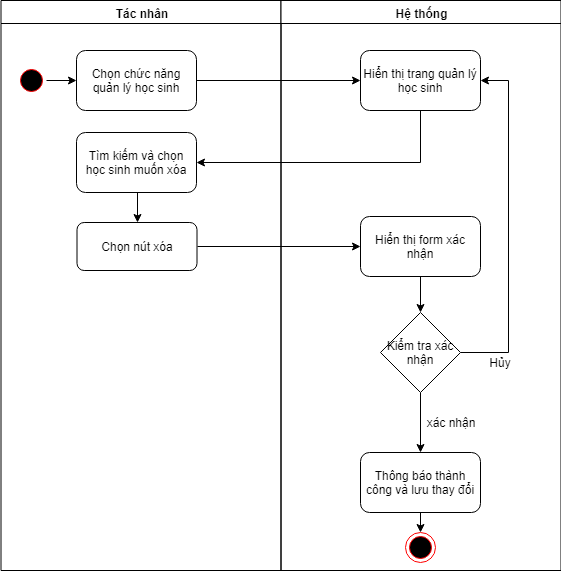 Tác nhân
Hệ thống
Chọn chức năng
quản lý học sinh
Hiển thị trang quản lý
học sinh
Tìm kiếm và chọn
học sinh muốn xóa
Chọn nút xóa
Hiển thị form xác
nhận
Kiểm tra xác
nhận
Hủy
xác nhận
Thông báo thành
công và lưu thay đổi